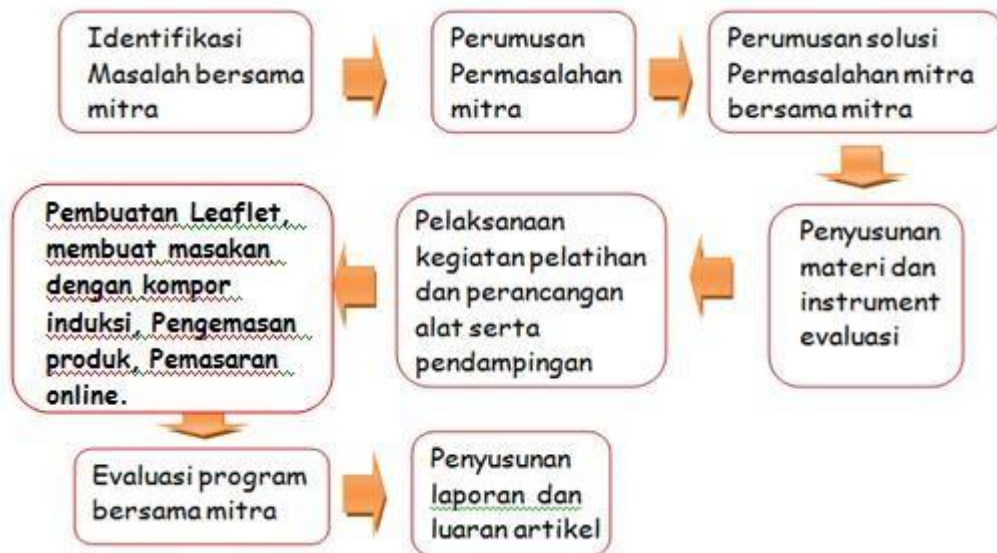 Identifikasi
Masalah bersama
mitra
Perumusan
Permasalahan
mitra
Perumusan solusi
Permasalahan mitra
bersama mitra
Penyusunan
materi dan
instrument
evaluasi
Pelaksanaan
kegiatan pelatihan
dan perancangan
alat serta
pendampingan
Pembuatan Leaflet,
membuat masakan
dengan kompor
induksi, Pengemasan
produk, Pemasaran
online.
Evaluasi program
bersama mitra
Penyusunan
laporan dan
luaran artikel